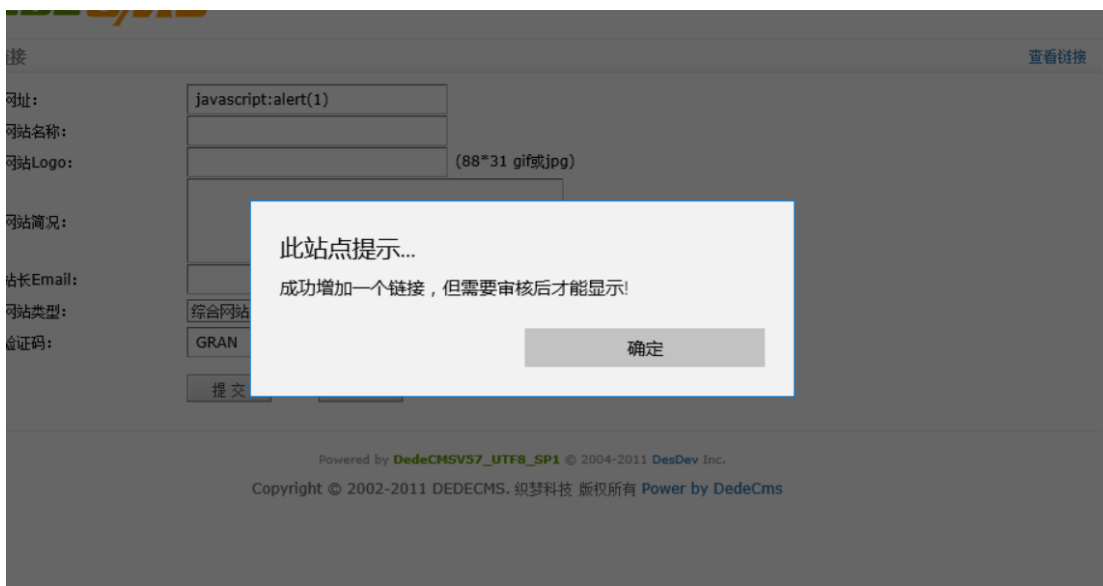 接
查看链接
网址：
javascript:alert(1)
网站名称：
网站Logo：
(88*31 gif或jpg)
网站简况：
站长Email：
网站类型：
综合网站
验证码：
GRAN
提 交
此站点提示...
成功增加一个链接，但需要审核后才能显示!
确定
Powered by DedeCMSV57_UTF8_SP1 © 2004-2011 DesDev Inc.
Copyright © 2002-2011 DEDECMS. 织梦科技 版权所有 Power by DedeCms